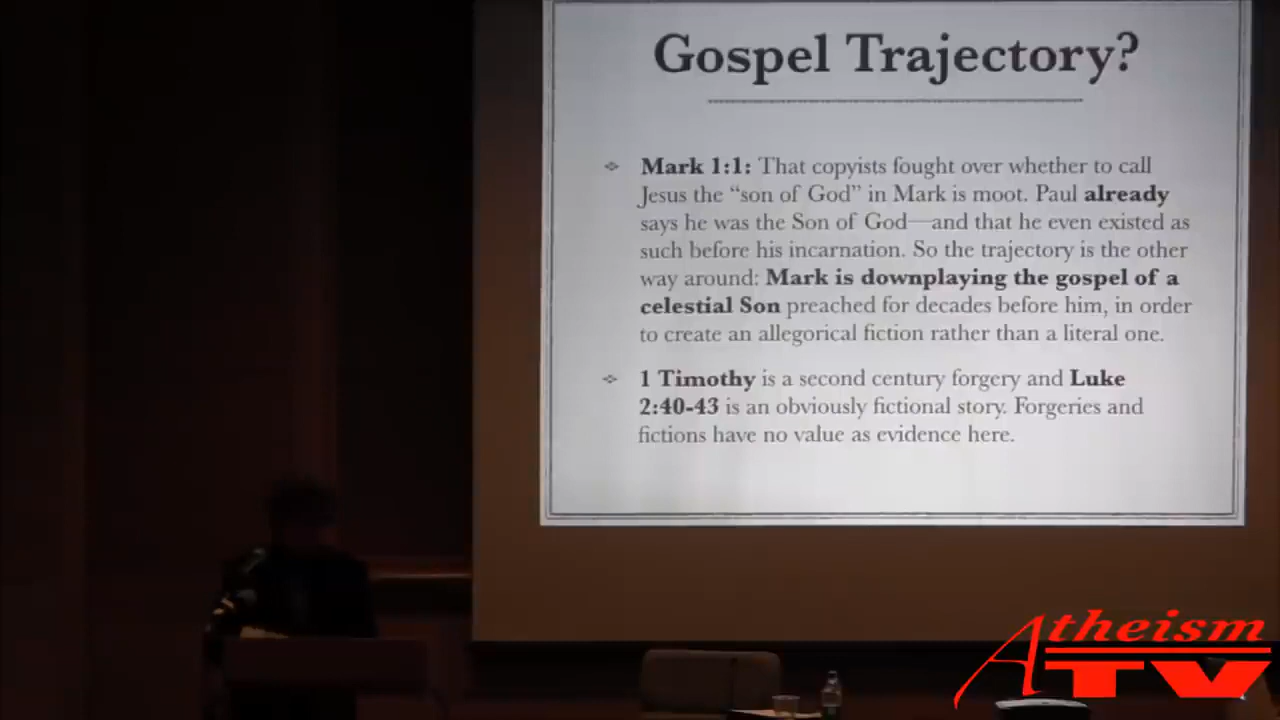 Gospel Trajectory?
Mark 1:1: That copyists fought over whether to call
Jesus the “son of God” in Mark is moot. Paul already
says he was the Son of God—and that he even existed as
such before his incarnation. So the trajectory is the other
way around: Mark is downplaying the gospel of a
celestial Son preached for decades before him, in order
to create an allegorical fiction rather than a literal one.
1 Timothy is a second century forgery and Luke
2:40-43 is an obviously fictional story. Forgeries and
fictions have no value as evidence here.
Atheism
TV